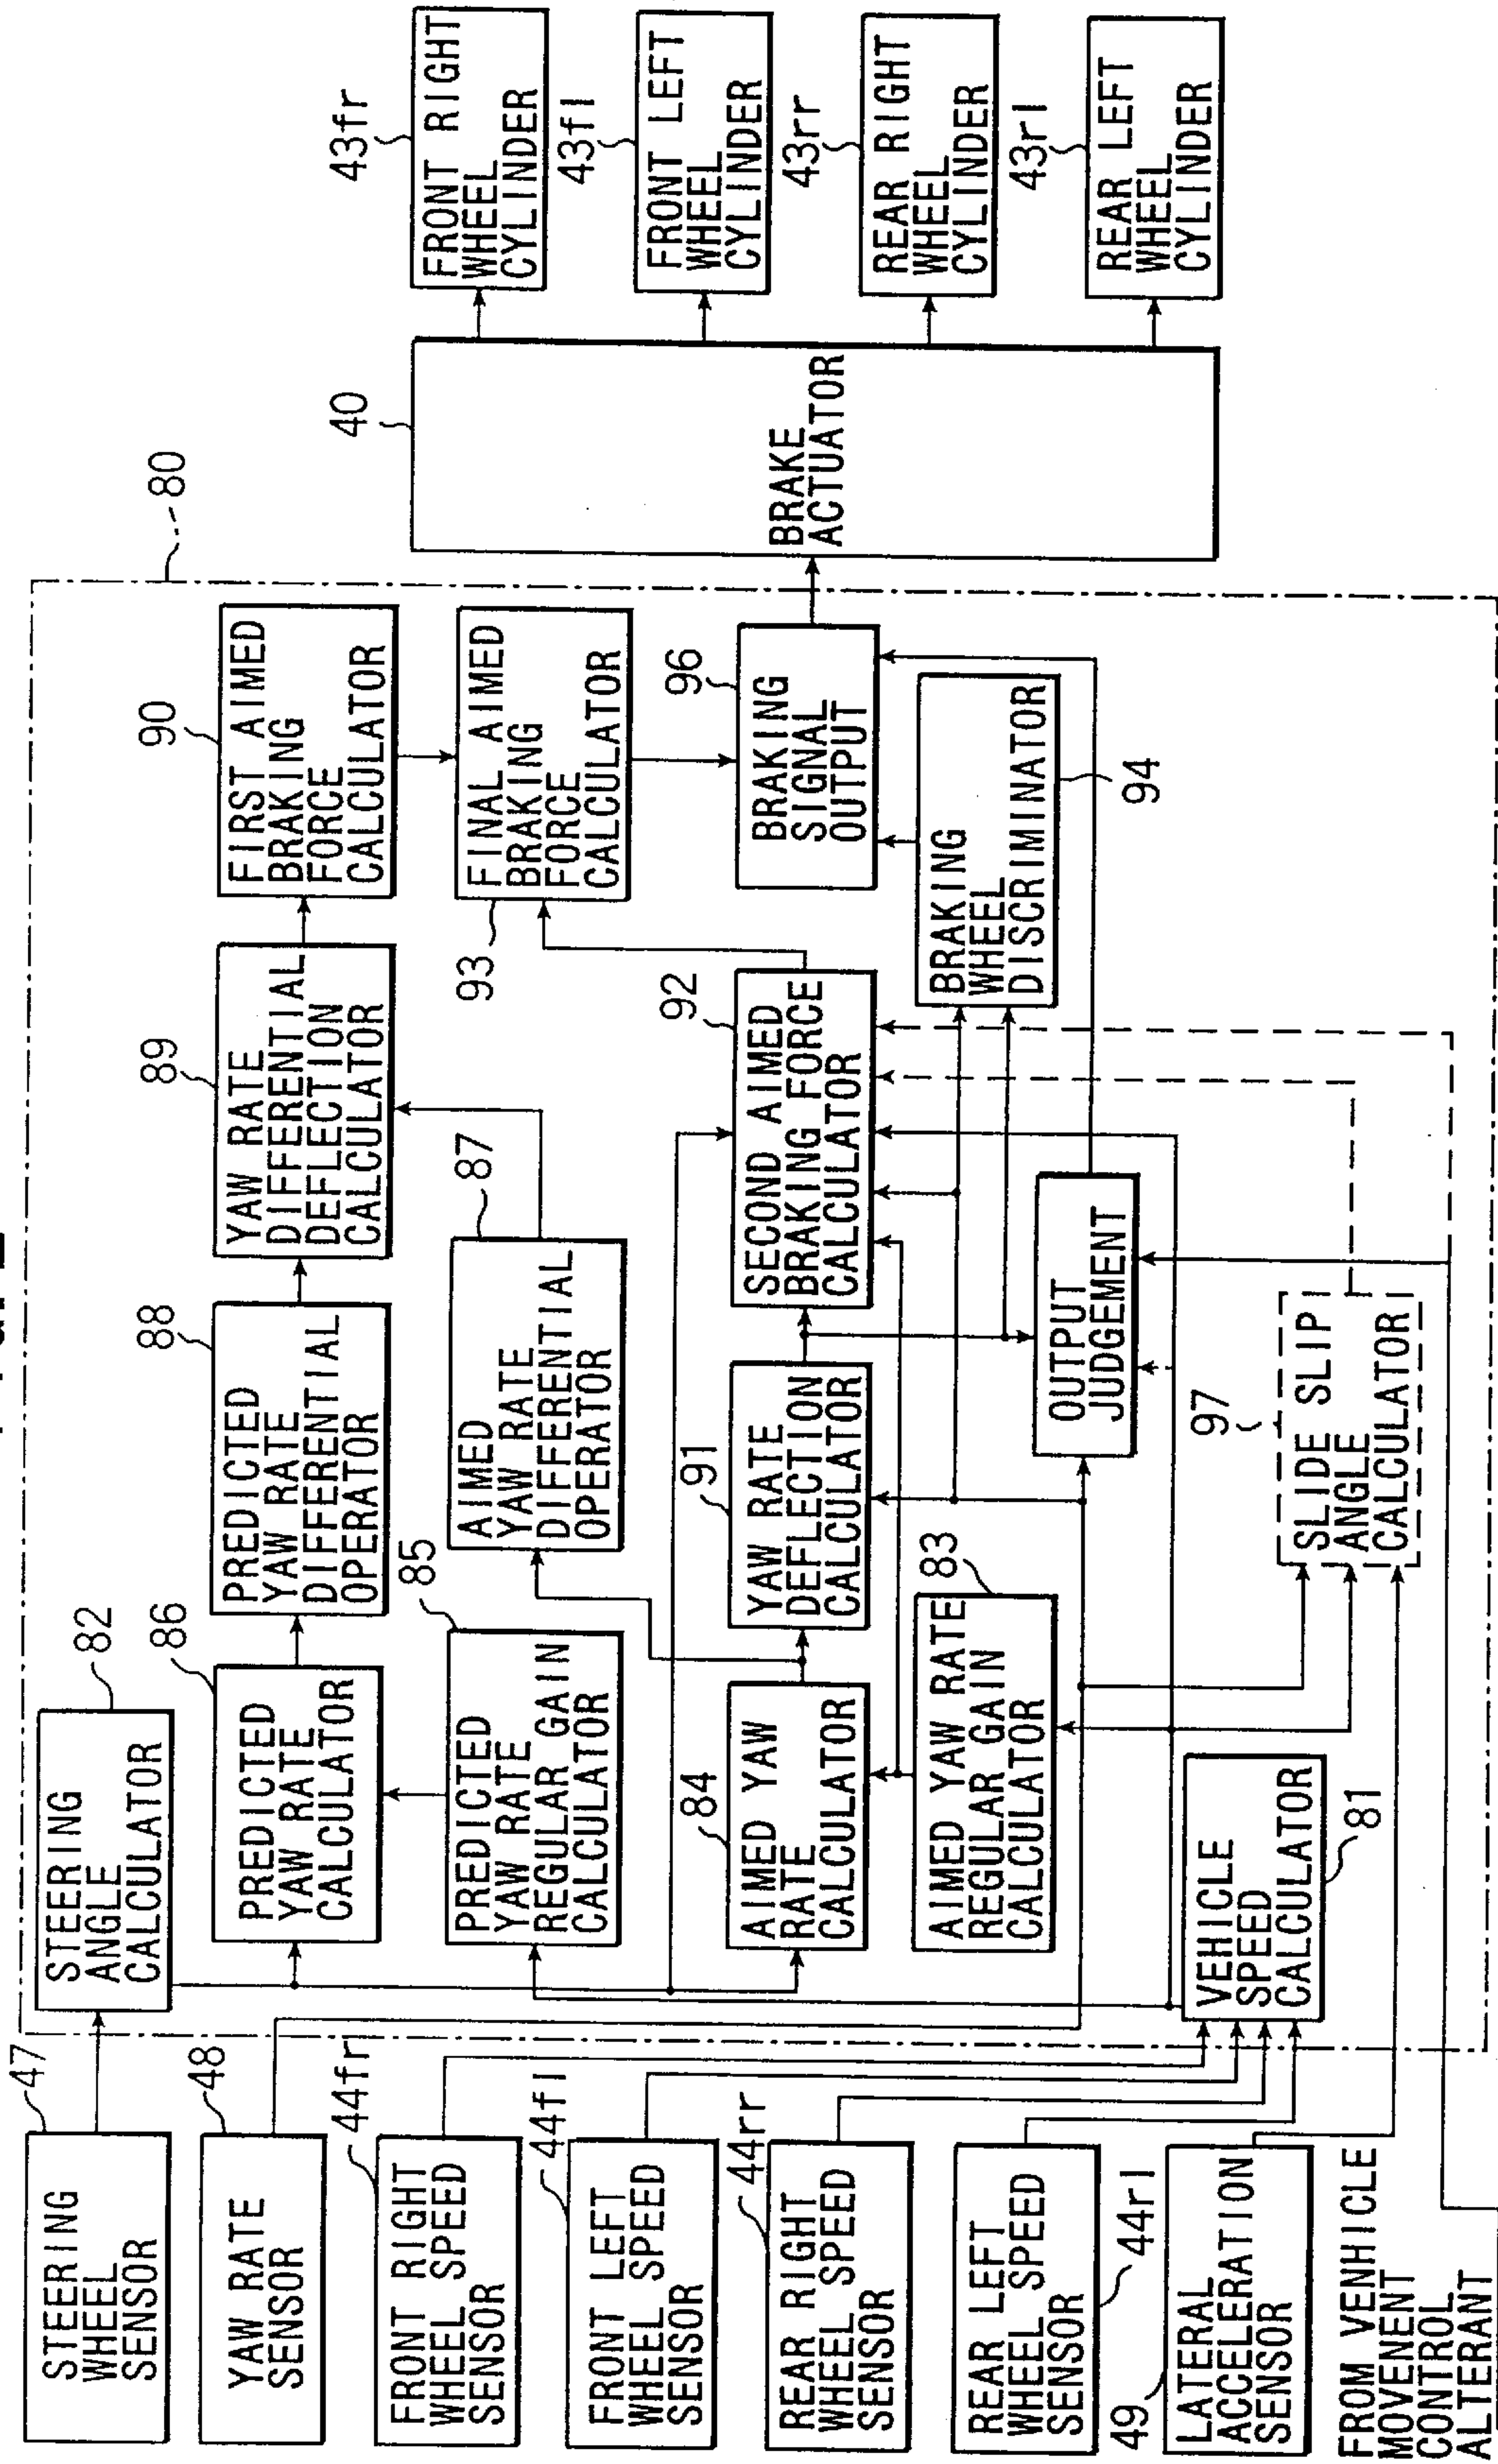 47
STEERING
WHEEL
SENSOR
48
YAW RATE
SENSOR
44fr
FRONT RIGHT
WHEEL SPEED
SENSOR
44fl
FRONT LEFT
WHEEL SPEED
SENSOR
44rr
REAR RIGHT
WHEEL SPEED
SENSOR
REAR LEFT
WHEEL SPEED
SENSOR
44rl
49
LATERAL
ACCELERATION
SENSOR
FROM VENHICLE
MOVENENT
CONTROL
ALTERANT
80
STEERING
ANGLE
CALCULATOR
82
86
PREDICTED
YAW RATE
CALCULATOR
88
PREDICTED
YAW RATE
DIFFERENTIAL
OPERATOR
89
YAW RATE
DIFFERENTIAL
DEFLECTION
CALCULATOR
90
FIRST AIMED
BRAKING
FORCE
CALCULATOR
85
PREDICTED
YAW RATE
REGULAR GAIN
CALCULATOR
87
AIMED
YAW RATE
DIFFERENTIAL
OPERATOR
93
FINAL AIMED
BRAKING
FORCE
CALCULATOR
84
AIMED YAW
RATE
CALCULATOR
91
YAW RATE
DEFLECTION
CALCULATOR
92
SECOND AIMED
BRAKING FORCE
CALCULATOR
96
BRAKING
SIGNAL
OUTPUT
83
AIMED YAW RATE
REGULAR GAIN
CALCULATOR
BRAKING
WHEEL
DISCRIMINATOR
94
OUTPUT
JUDGEMENT
VEHICLE
SPEED
CALCULATOR
81
97
SLIDE SLIP
ANGLE
CALCULATOR
40
BRAKE
ACTUATOR
43fr
FRONT RIGHT
WHEEL
CYLINDER
43fl
FRONT LEFT
WHEEL
CYLINDER
43rr
REAR RIGHT
WHEEL
CYLINDER
43rl
REAR LEFT
WHEEL
CYLINDER